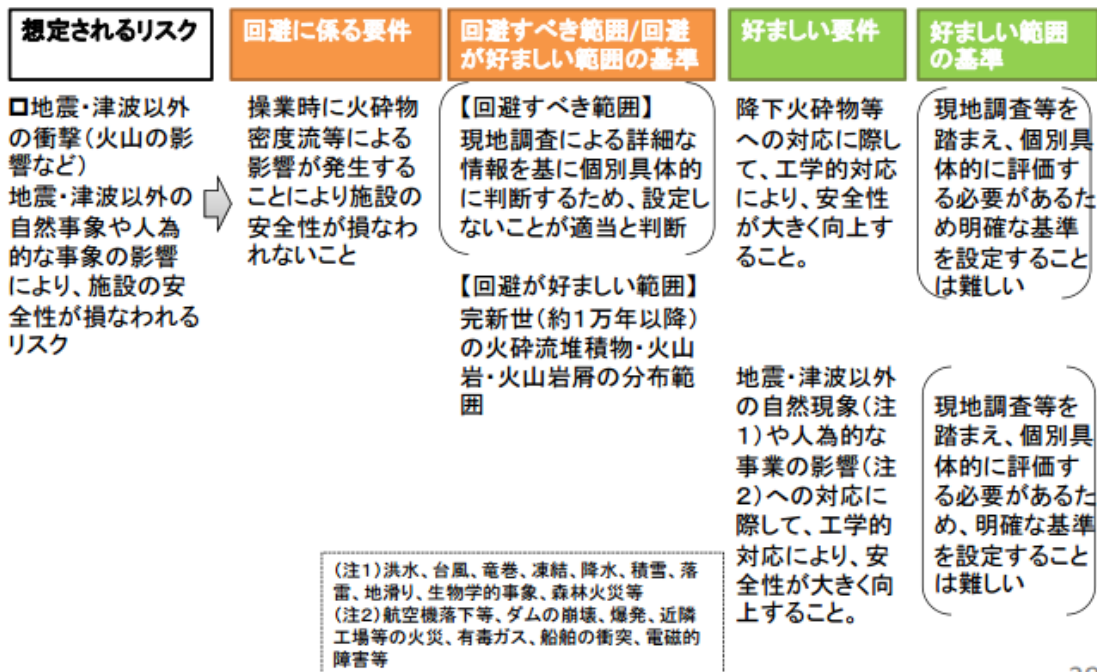 想定されるリスク
回避に係る要件
回避すべき範囲/回避
が好ましい範囲の基準
好ましい要件
好ましい範囲
の基準
□地震・津波以外
の衝撃(火山の影
響など)
地震・津波以外の
自然事象や人為
的な事象の影響
により、施設の安
全性が損なわれる
リスク
操業時に火砕物
密度流等による
影響が発生する
ことにより施設の
安全性が損なわ
れないこと
【回避すべき範囲】
現地調査による詳細な
情報を基に個別具体的
に判断するため、設定し
ないことが適当と判断
【回避が好ましい範囲】
完新世(約1万年以降)
の火砕流堆積物・火山
岩・火山岩屑の分布範
囲
降下火砕物等
への対応に際し
て、工学的対応
により、安全性
が大きく向上す
ること。
現地調査等を
踏まえ、個別具
体的に評価す
る必要があるた
め明確な基準
を設定すること
は難しい
地震・津波以外
の自然現象(注
1)や人為的な
事業の影響(注
2)への対応に
際して、工学的
対応により、安
全性が大きく向
上すること。
現地調査等を
踏まえ、個別具
体的に評価す
る必要があるた
め、明確な基準
を設定すること
は難しい
(注1)洪水、台風、竜巻、凍結、降水、積雪、落
雷、地滑り、生物学的事象、森林火災等
(注2)航空機落下等、ダムの崩壊、爆発、近隣
工場等の火災、有毒ガス、船舶の衝突、電磁的
障害等